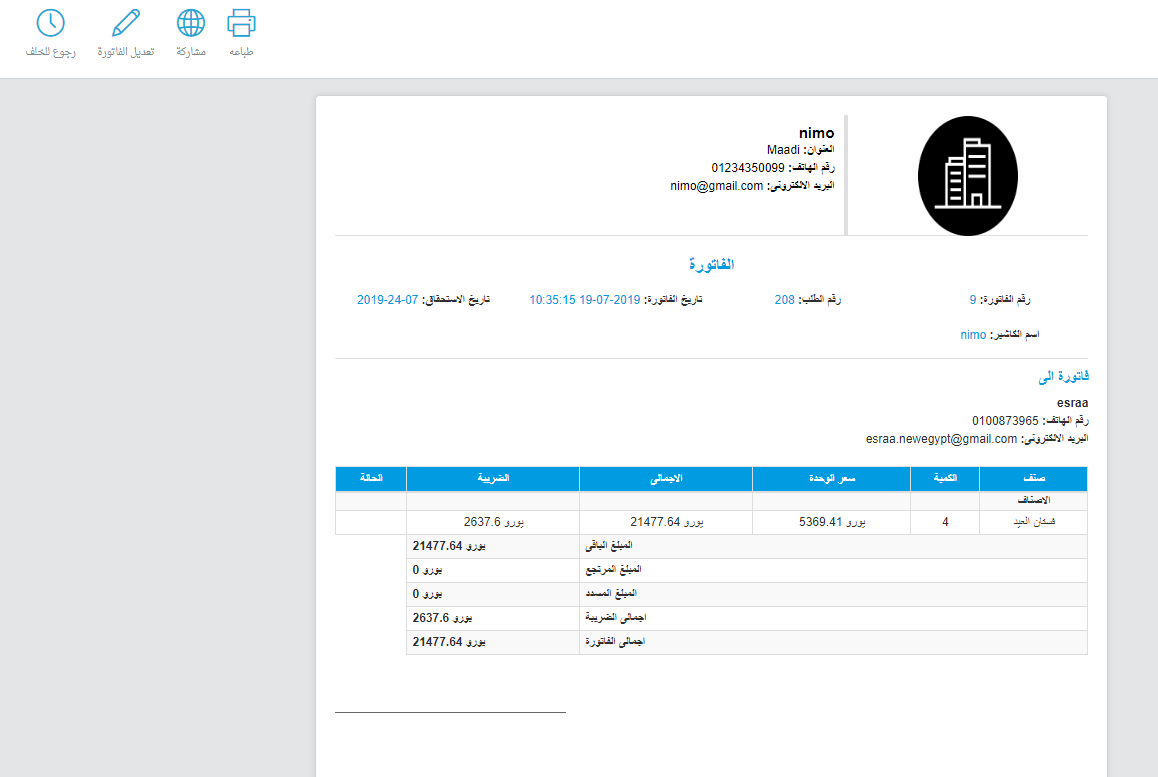 طباعه
مشاركة
تعديل الفاتورة
رجوع للخلف
nimo
العنوان: Maadi
رقم الهاتف: 01234350099
البريد الالكترونى: nimo@gmail.com
الفاتورة
رقم الفاتورة: 9 رقم الطلب: 208 تاريخ الفاتورة: 2019-07-19 10:35:15 تاريخ الاستحقاق: 2019-24-07
اسم الكاشير: nimo
فاتورة الى
esraa
رقم الهاتف: 0100873965
البريد الالكترونى: esraa.newegypt@gmail.com
صنف الكمية سعر الوحدة الاجمالى الضريبة الحالة
الاصناف
فستان العيد 4 يورو 5369.41 يورو 21477.64 يورو 2637.6
المبلغ الباقى يورو 21477.64
المبلغ المرتجع يورو 0
المبلغ المسدد يورو 0
اجمالى الضريبة يورو 2637.6
اجمالى الفاتورة يورو 21477.64